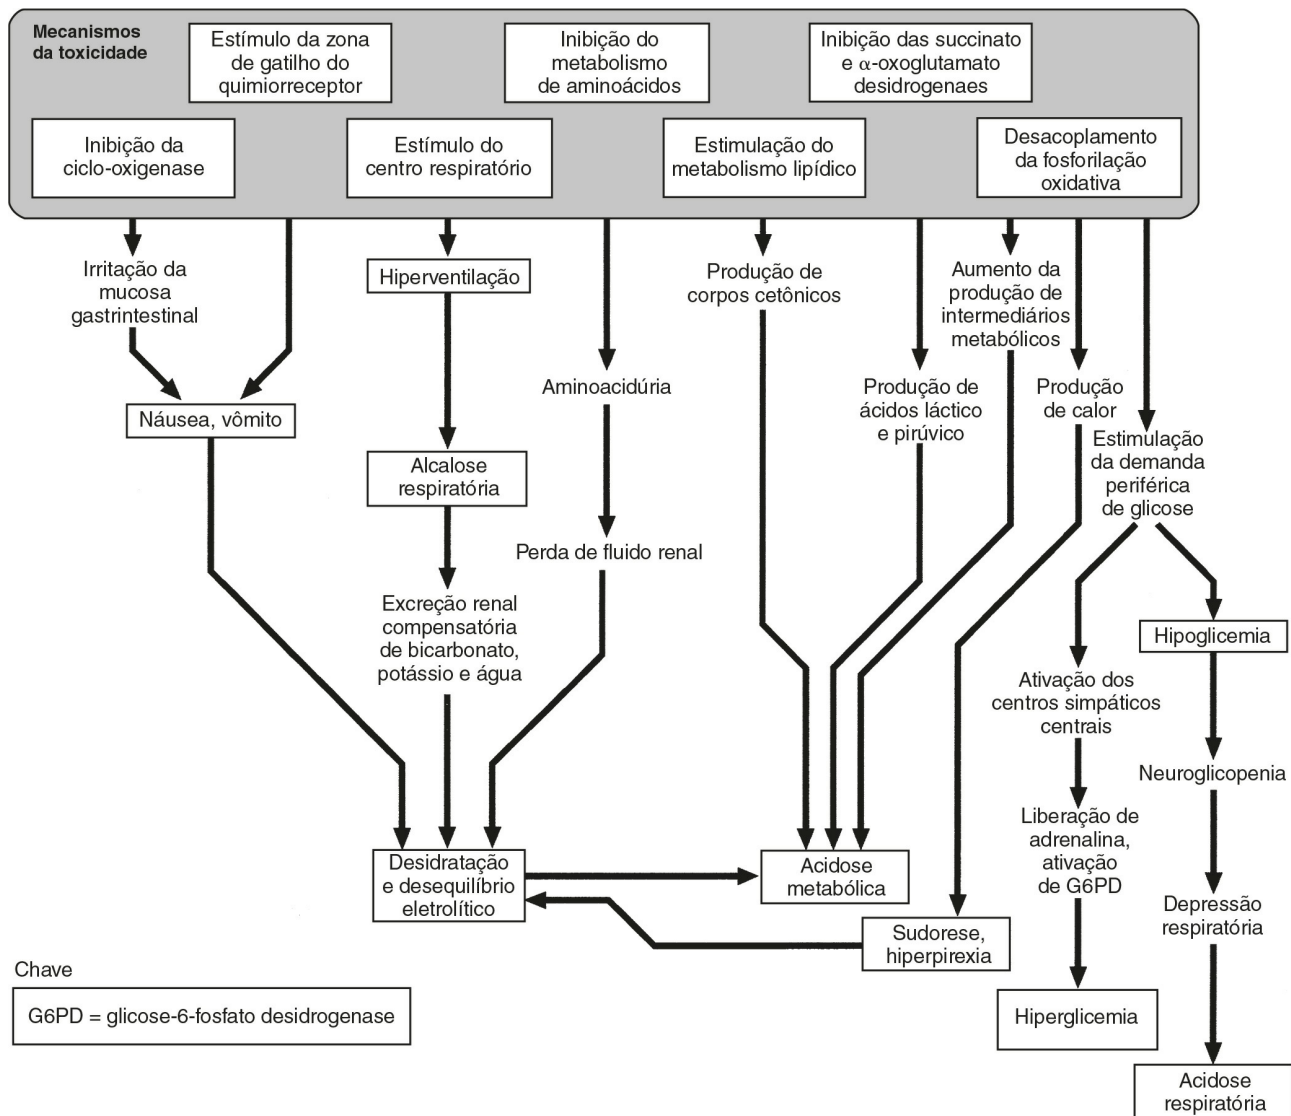 Mecanismos
da toxicidade
Estímulo da zona
de gatilho do
quimiorreceptor
Inibição do
metabolismo
de aminoácidos
Inibição das succinato
e α-oxoglutamato
desidrogenaes
Inibição da
ciclo-oxigenase
Estímulo do
centro respiratório
Estimulação do
metabolismo lipídico
Desacoplamento
da fosforilação
oxidativa
Irritação da
mucosa
gastrintestinal
Hiperventilação
Produção de
corpos cetônicos
Aumento da
produção de
intermediários
metabólicos
Aminoacidúria
Produção de
ácidos láctico
e pirúvico
Produção
de calor
Náusea, vômito
Estimulação
da demanda
periférica
de glicose
Alcalose
respiratória
Perda de fluido renal
Excreção renal
compensatória
de bicarbonato,
potássio e água
Hipoglicemia
Ativação dos
centros simpáticos
centrais
Neuroglicopenia
Liberação de
adrenalina,
ativação
de G6PD
Desidratação
e desequilíbrio
eletrolítico
Acidose
metabólica
Depressão
respiratória
Sudorese,
hiperpirexia
Chave
G6PD = glicose-6-fosfato desidrogenase
Hiperglicemia
Acidose
respiratória